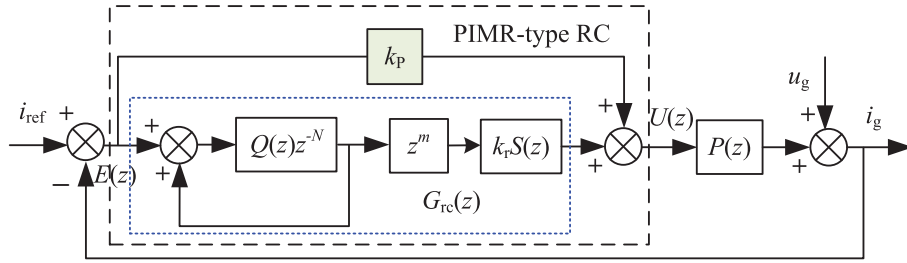 PIMR-type RC
k_P
i_ref
+
+
u_g
+
+
Q(z)z^{-N}
z^m
k_rS(z)
+
U(z)
P(z)
+
i_g
−
E(z)
+
+
G_rc(z)